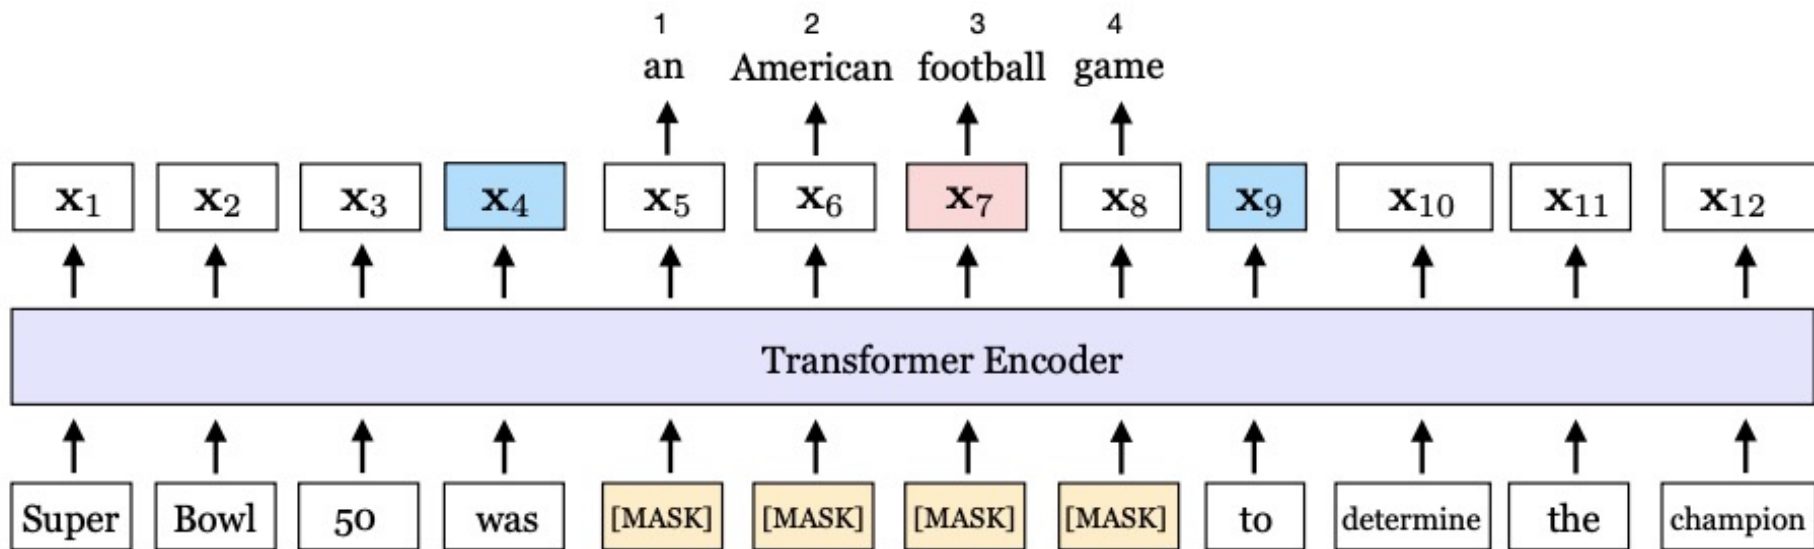 1 2 3 4
an American football game
x₁ x₂ x₃ x₄ x₅ x₆ x₇ x₈ x₉ x₁₀ x₁₁ x₁₂
Transformer Encoder
Super Bowl 50 was [MASK] [MASK] [MASK] [MASK] to determine the champion